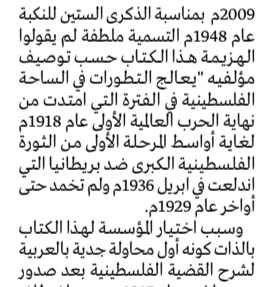 2009م بمناسبة الذكرى الستين للنكبة
عام 1948م التسمية ملطفة لم يقولوا
الهزيمة هذا الكتاب حسب توصيف
مؤلفيه "يعالج التطورات في الساحة
الفلسطينية في الفترة التي امتدت من
نهاية الحرب العالمية الأولى عام 1918م
لغاية أواسط المرحلة الأولى من الثورة
الفلسطينية الكبرى ضد بريطانيا التي
اندلعت في ابريل 1936م ولم تخمد حتى
أواخر عام 1929م.
وسبب اختيار المؤسسة لهذا الكتاب
بالذات كونه أول محاولة جدية بالعربية
لشرح القضية الفلسطينية بعد صدور